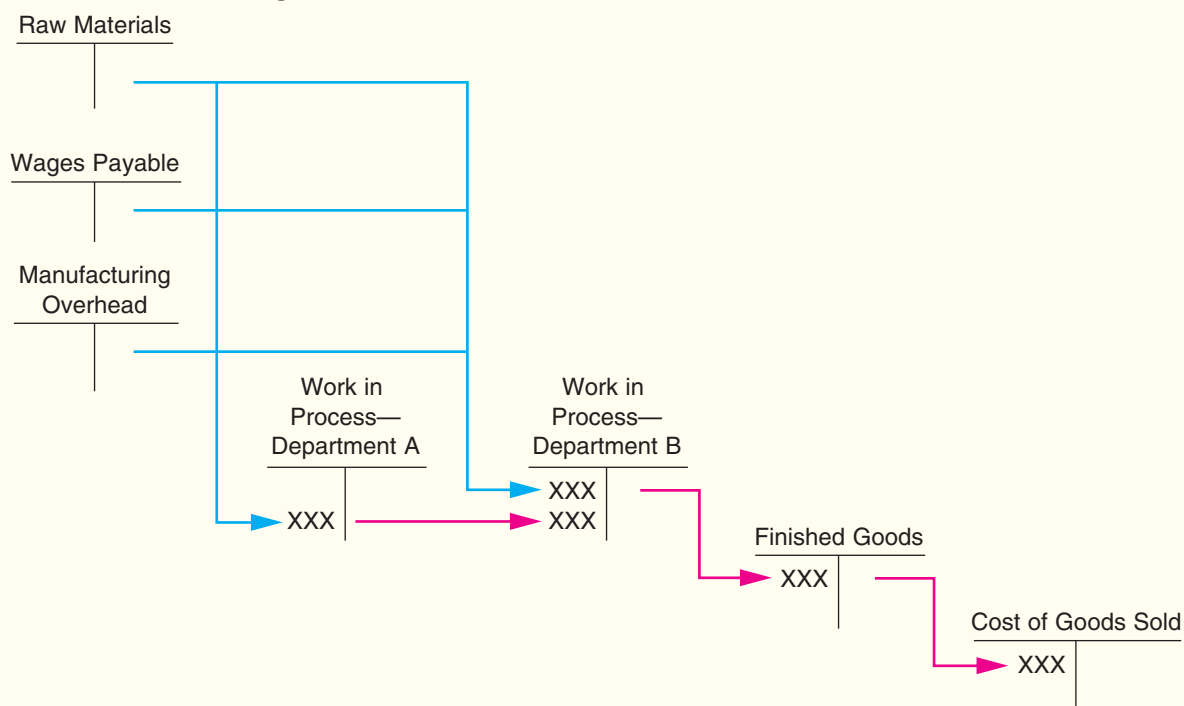 Raw Materials
Wages Payable
Manufacturing
Overhead
Work in
Process—
Department A
XXX
Work in
Process—
Department B
XXX
XXX
Finished Goods
XXX
Cost of Goods Sold
XXX